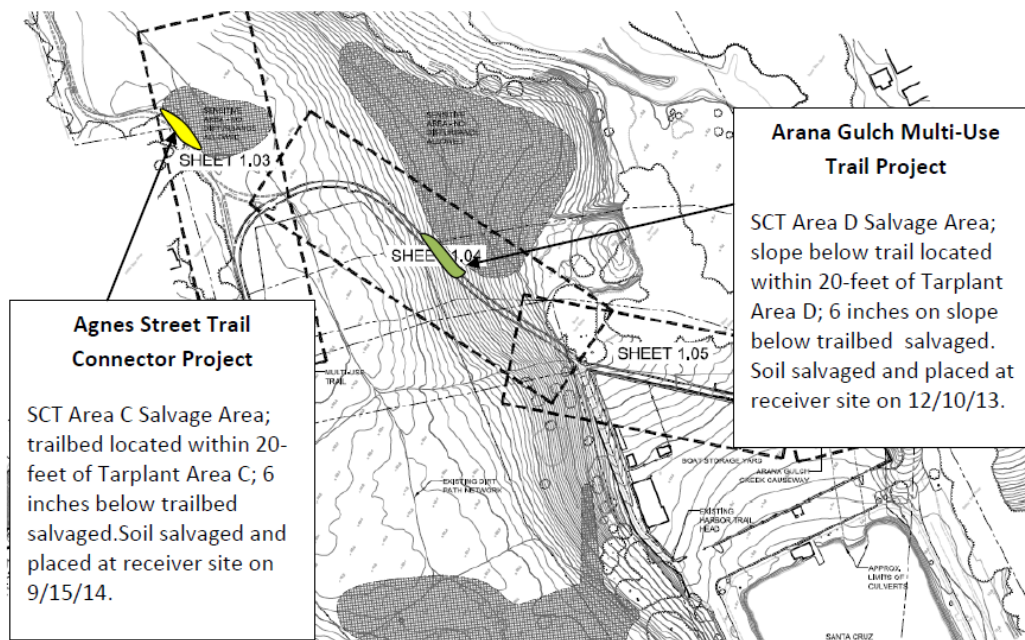 SENSITIVE
AREA - NO
DISTURBANCE
ALLOWED
SHEET 1.03
SENSITIVE
AREA - NO
DISTURBANCE
ALLOWED
SHEET 1.04
Arana Gulch Multi-Use
Trail Project
SCT Area D Salvage Area;
slope below trail located
within 20-feet of Tarplant
Area D; 6 inches on slope
below trailbed salvaged.
Soil salvaged and placed at
receiver site on 12/10/13.
Agnes Street Trail
Connector Project
SCT Area C Salvage Area;
trailbed located within 20-
feet of Tarplant Area C; 6
inches below trailbed
salvaged.Soil salvaged and
placed at receiver site on
9/15/14.
SHEET 1.05
MULTI-USE
TRAIL
BOAT STORAGE YARD
ARANA GULCH
CREEK CAUSEWAY
EXISTING DIRT
PATH NETWORK
EXISTING
HARBOR TRAIL
HEAD
APPROX.
LIMITS OF
CULVERTS
SANTA CRUZ